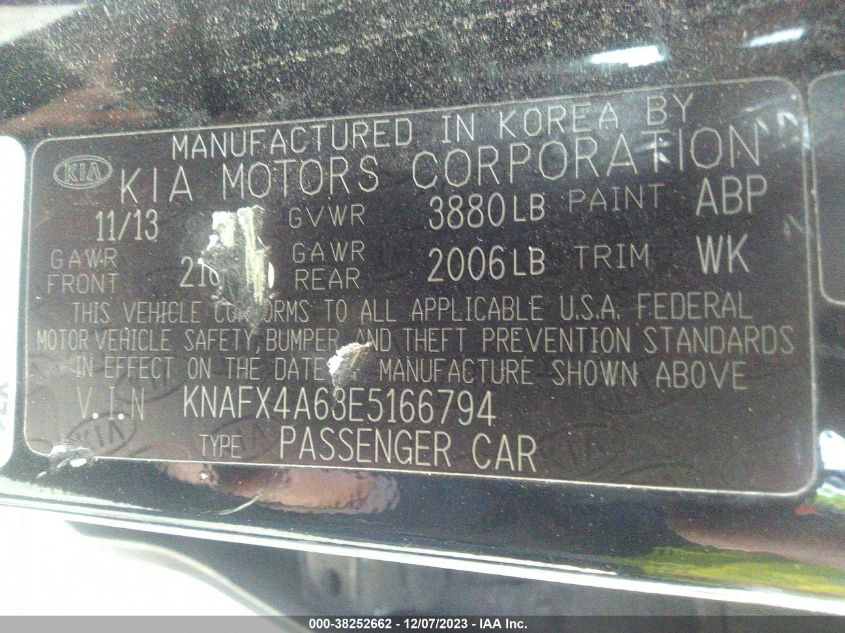 MANUFACTURED IN KOREA BY
KIA KIA MOTORS CORPORATION
11/13 GVWR 3880LB PAINT ABP
GAWR FRONT GAWR REAR 2006LB TRIM WK
THIS VEHICLE TO ALL APPLICABLE U.S.A. FEDERAL
MOTOR VEHICLE SAFETY, BUMPER, AND THEFT PREVENTION STANDARDS
IN EFFECT ON THE DATE MANUFACTURE SHOWN ABOVE
V.I.N KNAFX4A63E5166794
TYPE PASSENGER CAR
000-38252662 - 12/07/2023 - IAA Inc.